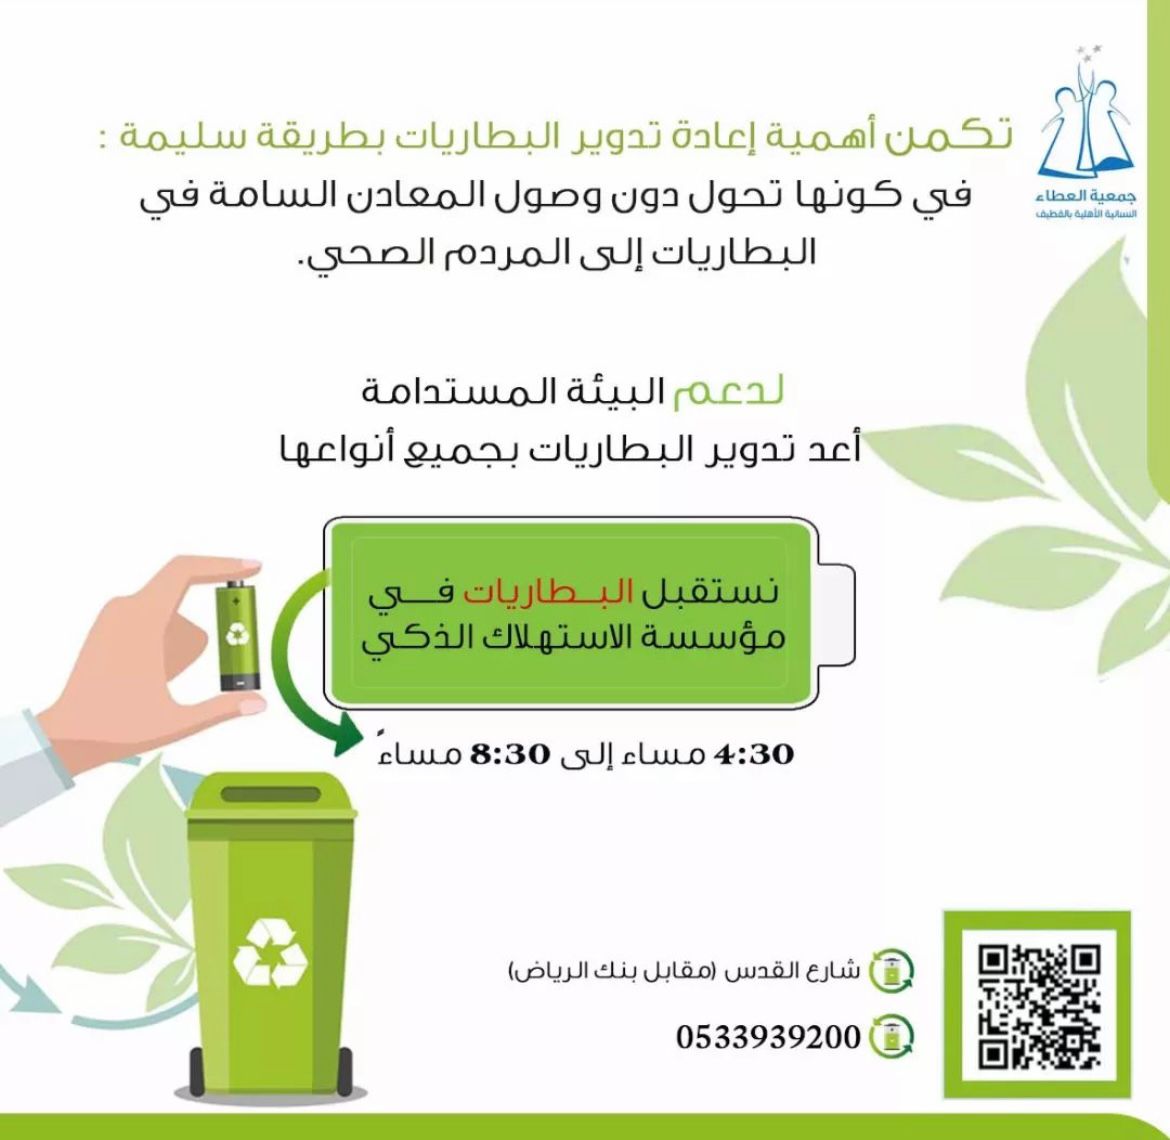 جمعية العطاء
النسائية الأهلية بالقطيف
تكمن أهمية إعادة تدوير البطاريات بطريقة سليمة :
في كونها تحول دون وصول المعادن السامة في
البطاريات إلى المردم الصحي.
لدعم البيئة المستدامة
أعد تدوير البطاريات بجميع أنواعها
نستقبل البــطاريات فــي
مؤسسة الاستهلاك الذكي
4:30 مساء إلى 8:30 مساءً
شارع القدس (مقابل بنك الرياض)
0533939200